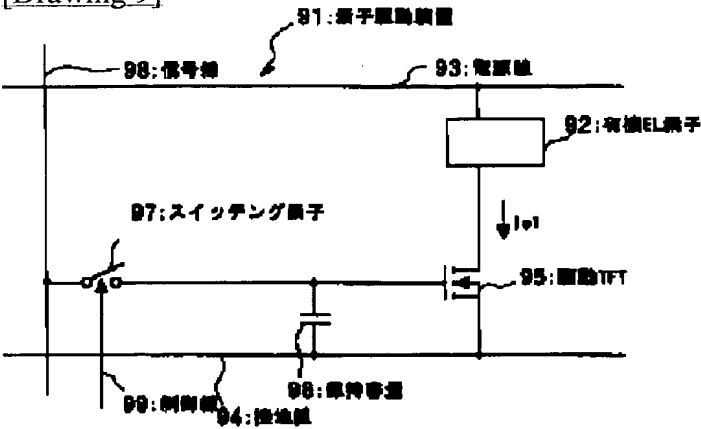 [Drawing 9]
91:素子駆動装置
98:信号線
93:電源線
92:有機EL素子
97:スイッチング素子
Iel
95:駆動TFT
98:保持容量
99:制御線
94:接地線